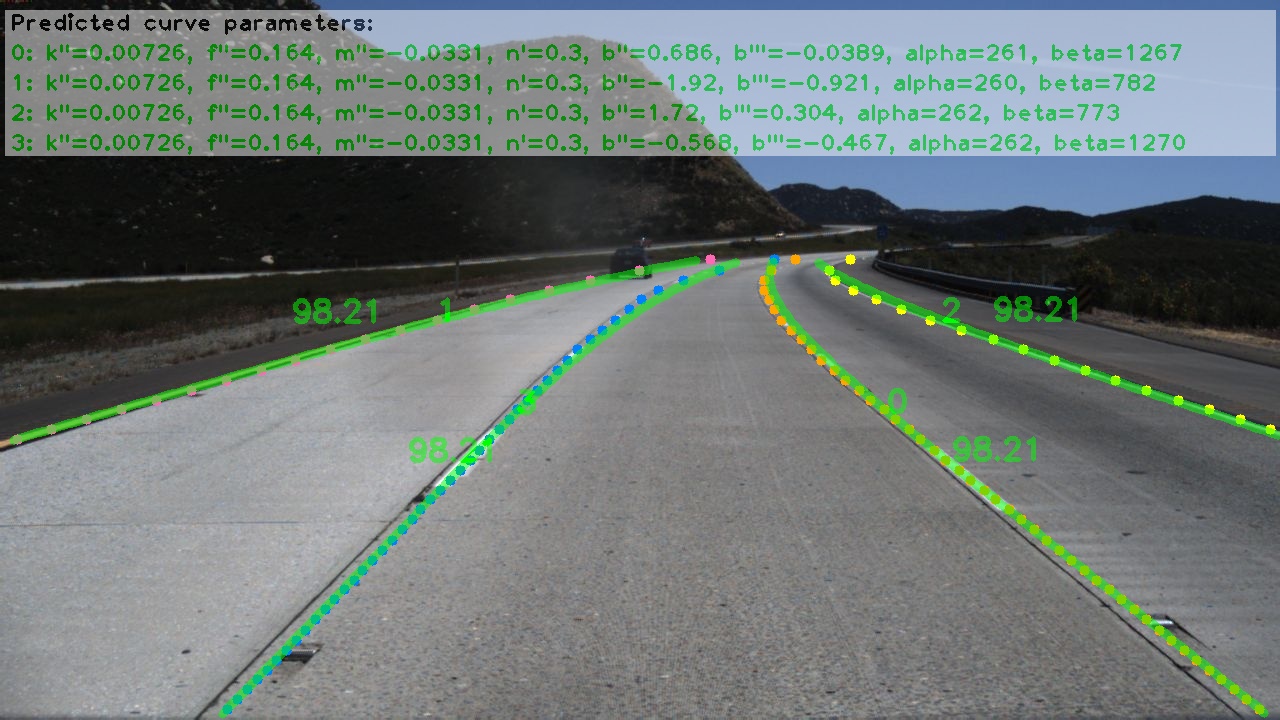 Predicted curve parameters:
0: k''=0.00726, f''=0.164, m''=-0.0331, n'=0.3, b''=0.686, b'''=-0.0389, alpha=261, beta=1267
1: k''=0.00726, f''=0.164, m''=-0.0331, n'=0.3, b''=-1.92, b'''=-0.921, alpha=260, beta=782
2: k''=0.00726, f''=0.164, m''=-0.0331, n'=0.3, b''=1.72, b'''=0.304, alpha=262, beta=773
3: k''=0.00726, f''=0.164, m''=-0.0331, n'=0.3, b''=-0.568, b'''=-0.467, alpha=262, beta=1270
98.21 1 2 98.21
0
98.21 98.21